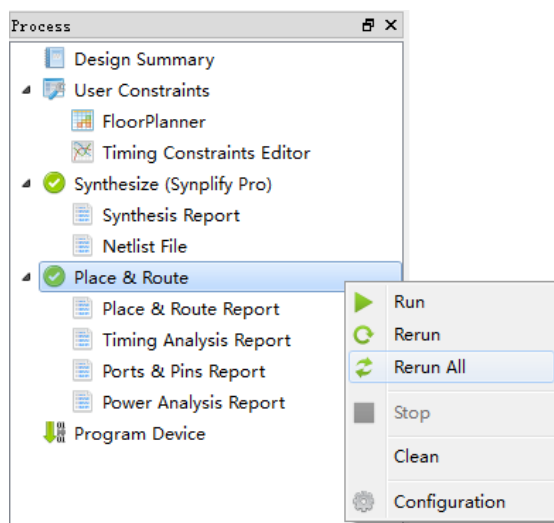 Process
Design Summary
User Constraints
FloorPlanner
Timing Constraints Editor
Synthesize (Synplify Pro)
Synthesis Report
Netlist File
Place & Route
Place & Route Report
Timing Analysis Report
Ports & Pins Report
Power Analysis Report
Program Device
Run
Rerun
Rerun All
Stop
Clean
Configuration